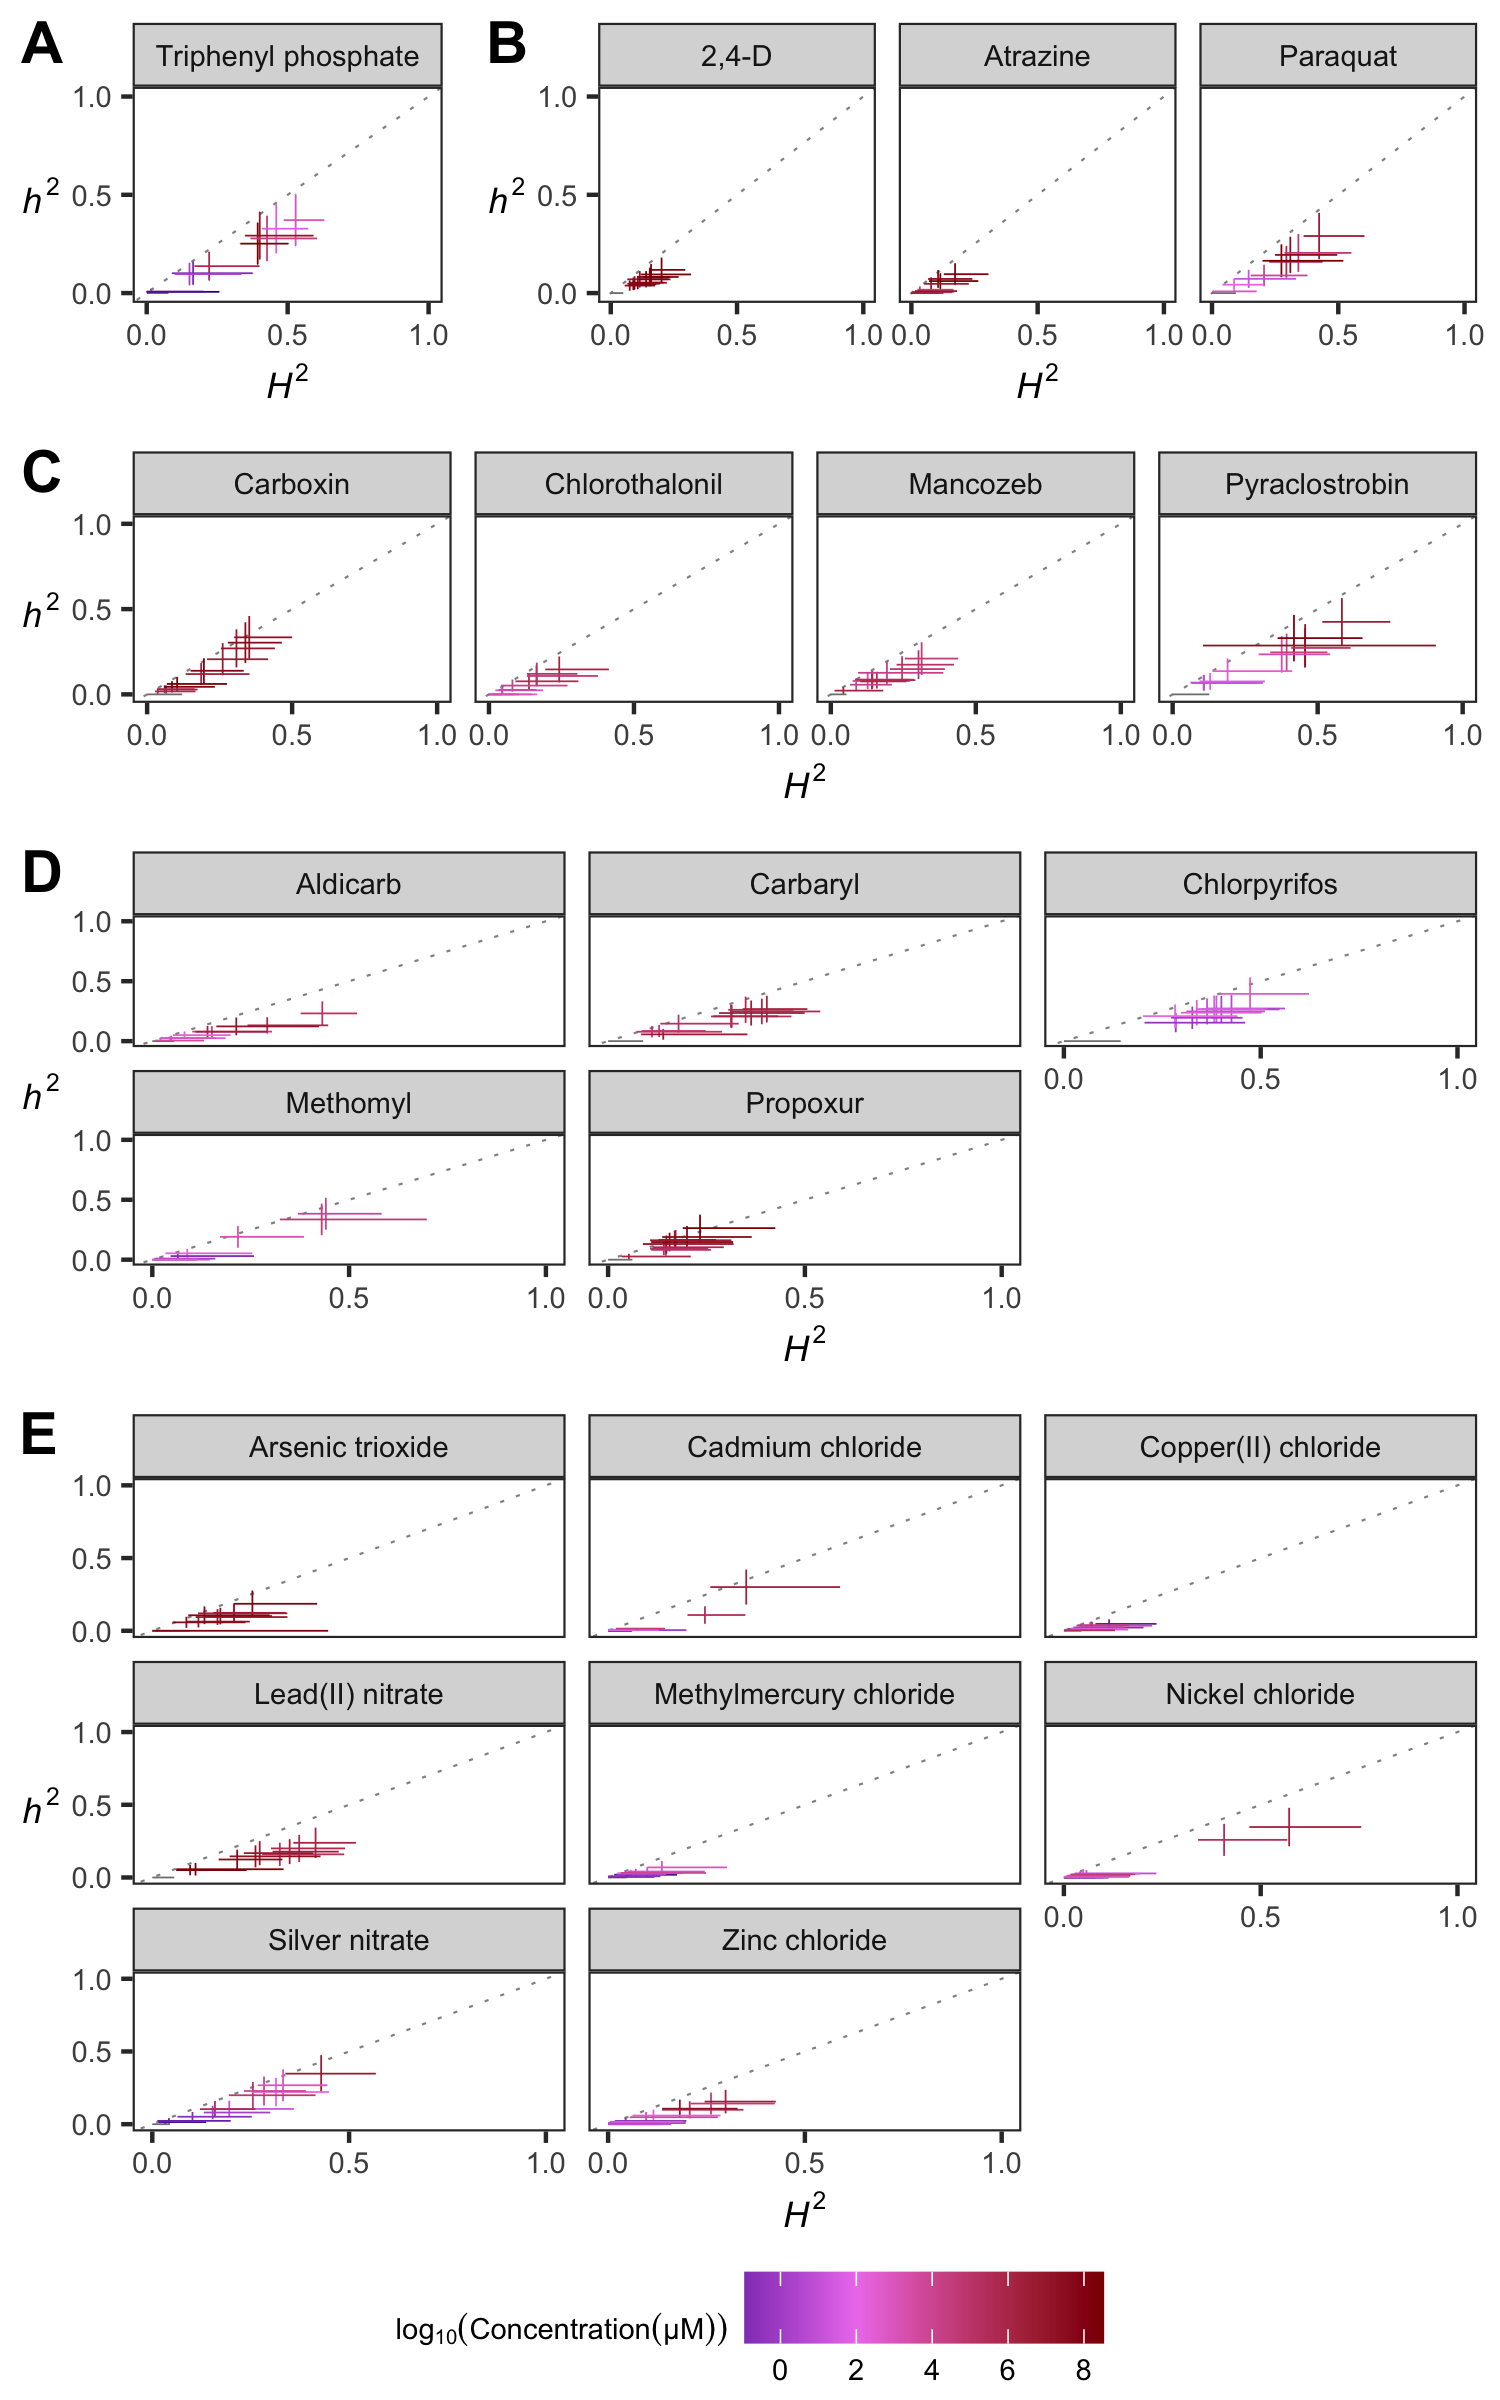 A
B
Triphenyl phosphate
2,4-D
Atrazine
Paraquat
1.0
0.5
0.0
h²
1.0
0.5
0.0
h²
0.0 0.5 1.0
0.0 0.5 1.0
0.0 0.5 1.0
0.0 0.5 1.0
H²
H²
C
Carboxin
Chlorothalonil
Mancozeb
Pyraclostrobin
1.0
0.5
0.0
h²
0.0 0.5 1.0
0.0 0.5 1.0
0.0 0.5 1.0
0.0 0.5 1.0
H²
D
Aldicarb
Carbaryl
Chlorpyrifos
1.0
0.5
0.0
0.0 0.5 1.0
h²
Methomyl
Propoxur
1.0
0.5
0.0
0.0 0.5 1.0
0.0 0.5 1.0
H²
E
Arsenic trioxide
Cadmium chloride
Copper(II) chloride
1.0
0.5
0.0
Lead(II) nitrate
Methylmercury chloride
Nickel chloride
1.0
0.5
0.0
h²
0.0 0.5 1.0
Silver nitrate
Zinc chloride
1.0
0.5
0.0
0.0 0.5 1.0
0.0 0.5 1.0
H²
log₁₀(Concentration(μM))
0 2 4 6 8